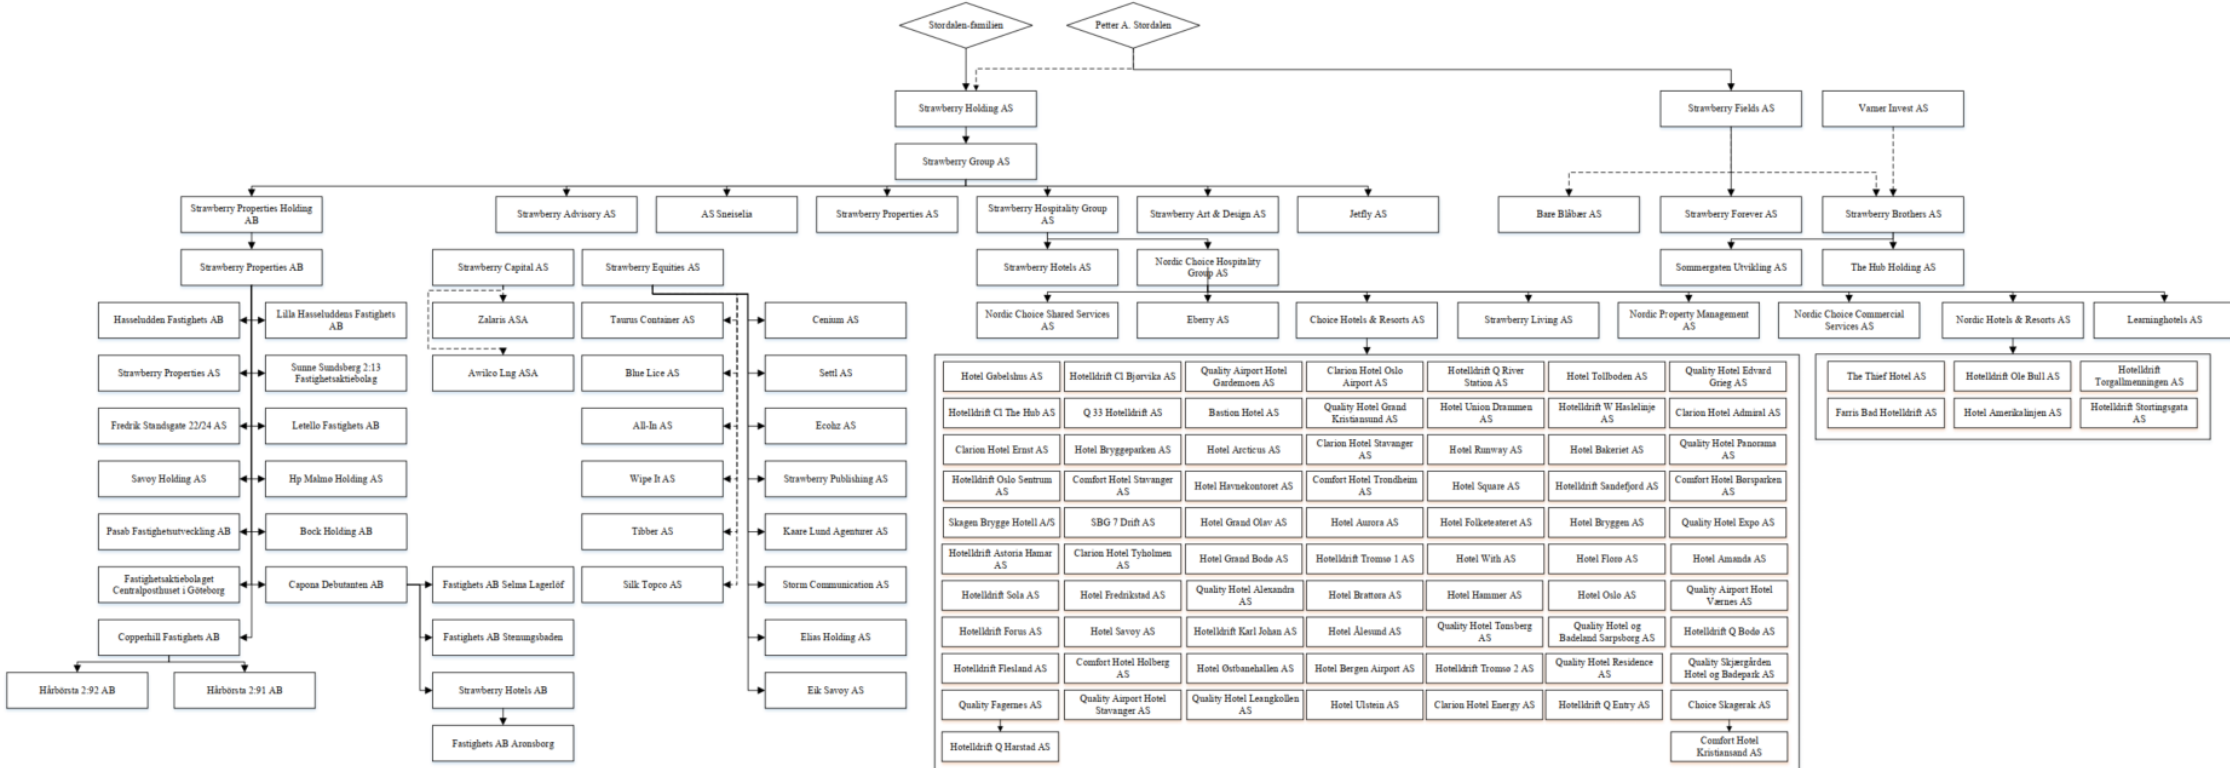 Stordalen-familien
Petter A. Stordalen
Strawberry Holding AS
Strawberry Fields AS
Varner Invest AS
Strawberry Group AS
Strawberry Properties Holding
AB
Strawberry Advisory AS
AS Sneiselia
Strawberry Properties AS
Strawberry Hospitality Group
AS
Strawberry Art & Design AS
Jetfly AS
Bare Blåbær AS
Strawberry Forever AS
Strawberry Brothers AS
Strawberry Properties AB
Strawberry Capital AS
Strawberry Equities AS
Strawberry Hotels AS
Nordic Choice Hospitality
Group AS
Sommergaten Utvikling AS
The Hub Holding AS
Hasseludden Fastighets AB
Lilla Hasseluddens Fastighets
AB
Zalaris ASA
Taurus Container AS
Cenium AS
Nordic Choice Shared Services
AS
Eberry AS
Choice Hotels & Resorts AS
Strawberry Living AS
Nordic Property Management
AS
Nordic Choice Commercial
Services AS
Nordic Hotels & Resorts AS
Learninghotels AS
Strawberry Properties AS
Sunne Sundsberg 2:13
Fastighetsaktiebolag
Awilco Lng ASA
Blue Lice AS
Settl AS
Fredrik Standsgate 22/24 AS
Letello Fastighets AB
All-In AS
Ecohz AS
Savoy Holding AS
Hp Malmø Holding AS
Wipe It AS
Strawberry Publishing AS
Pasab Fastighetsutveckling AB
Bock Holding AB
Tibber AS
Kaare Lund Agenturer AS
Fastighetsaktiebolaget
Centralposthuset i Göteborg
Capona Debutanten AB
Fastighets AB Selma Lagerlöf
Silk Topco AS
Storm Communication AS
Copperhill Fastighets AB
Fastighets AB Stenungsbaden
Elias Holding AS
Hårbörsta 2:92 AB
Hårbörsta 2:91 AB
Strawberry Hotels AB
Eik Savoy AS
Fastighets AB Aronsborg
Hotel Gabelshus AS
Hotelldrift Cl Bjørvika AS
Quality Airport Hotel
Gardemoen AS
Clarion Hotel Oslo
Airport AS
Hotelldrift Q River
Station AS
Hotel Tollboden AS
Quality Hotel Edvard
Grieg AS
Hotelldrift Cl The Hub AS
Q 33 Hotelldrift AS
Bastion Hotel AS
Quality Hotel Grand
Kristiansund AS
Hotel Union Drammen
AS
Hotelldrift W Haslelinje
AS
Clarion Hotel Admiral AS
Clarion Hotel Ernst AS
Hotel Bryggeparken AS
Hotel Arcticus AS
Clarion Hotel Stavanger
AS
Hotel Runway AS
Hotel Bakeriet AS
Quality Hotel Panorama
AS
Hotelldrift Oslo Sentrum
AS
Comfort Hotel Stavanger
AS
Hotel Havnekontoret AS
Comfort Hotel Trondheim
AS
Hotel Square AS
Hotelldrift Sandefjord AS
Comfort Hotel Børsparken
AS
Skagen Brygge Hotell A/S
SBG 7 Drift AS
Hotel Grand Olav AS
Hotel Aurora AS
Hotel Folketeateret AS
Hotel Bryggen AS
Quality Hotel Expo AS
Hotelldrift Astoria Hamar
AS
Clarion Hotel Tyholmen
AS
Hotel Grand Bodø AS
Hotelldrift Tromsø 1 AS
Hotel With AS
Hotel Florø AS
Hotel Amanda AS
Hotelldrift Sola AS
Hotel Fredrikstad AS
Quality Hotel Alexandra
AS
Hotel Brattøra AS
Hotel Hammer AS
Hotel Oslo AS
Quality Airport Hotel
Værnes AS
Hotelldrift Forus AS
Hotel Savoy AS
Hotelldrift Karl Johan AS
Hotel Ålesund AS
Quality Hotel Tønsberg
AS
Quality Hotel og
Badeland Sarpsborg AS
Hotelldrift Q Bodø AS
Hotelldrift Flesland AS
Comfort Hotel Holberg
AS
Hotel Østbanehallen AS
Hotel Bergen Airport AS
Hotelldrift Tromsø 2 AS
Quality Hotel Residence
AS
Quality Skjærgården
Hotel og Badepark AS
Quality Fagernes AS
Quality Airport Hotel
Stavanger AS
Quality Hotel Leangkollen
AS
Hotel Ulstein AS
Clarion Hotel Energy AS
Hotelldrift Q Entry AS
Choice Skagerak AS
Hotelldrift Q Harstad AS
Comfort Hotel
Kristiansand AS
The Thief Hotel AS
Hotelldrift Ole Bull AS
Hotelldrift
Torgallmenningen AS
Farris Bad Hotelldrift AS
Hotel Amerikalinjen AS
Hotelldrift Stortingsgata
AS